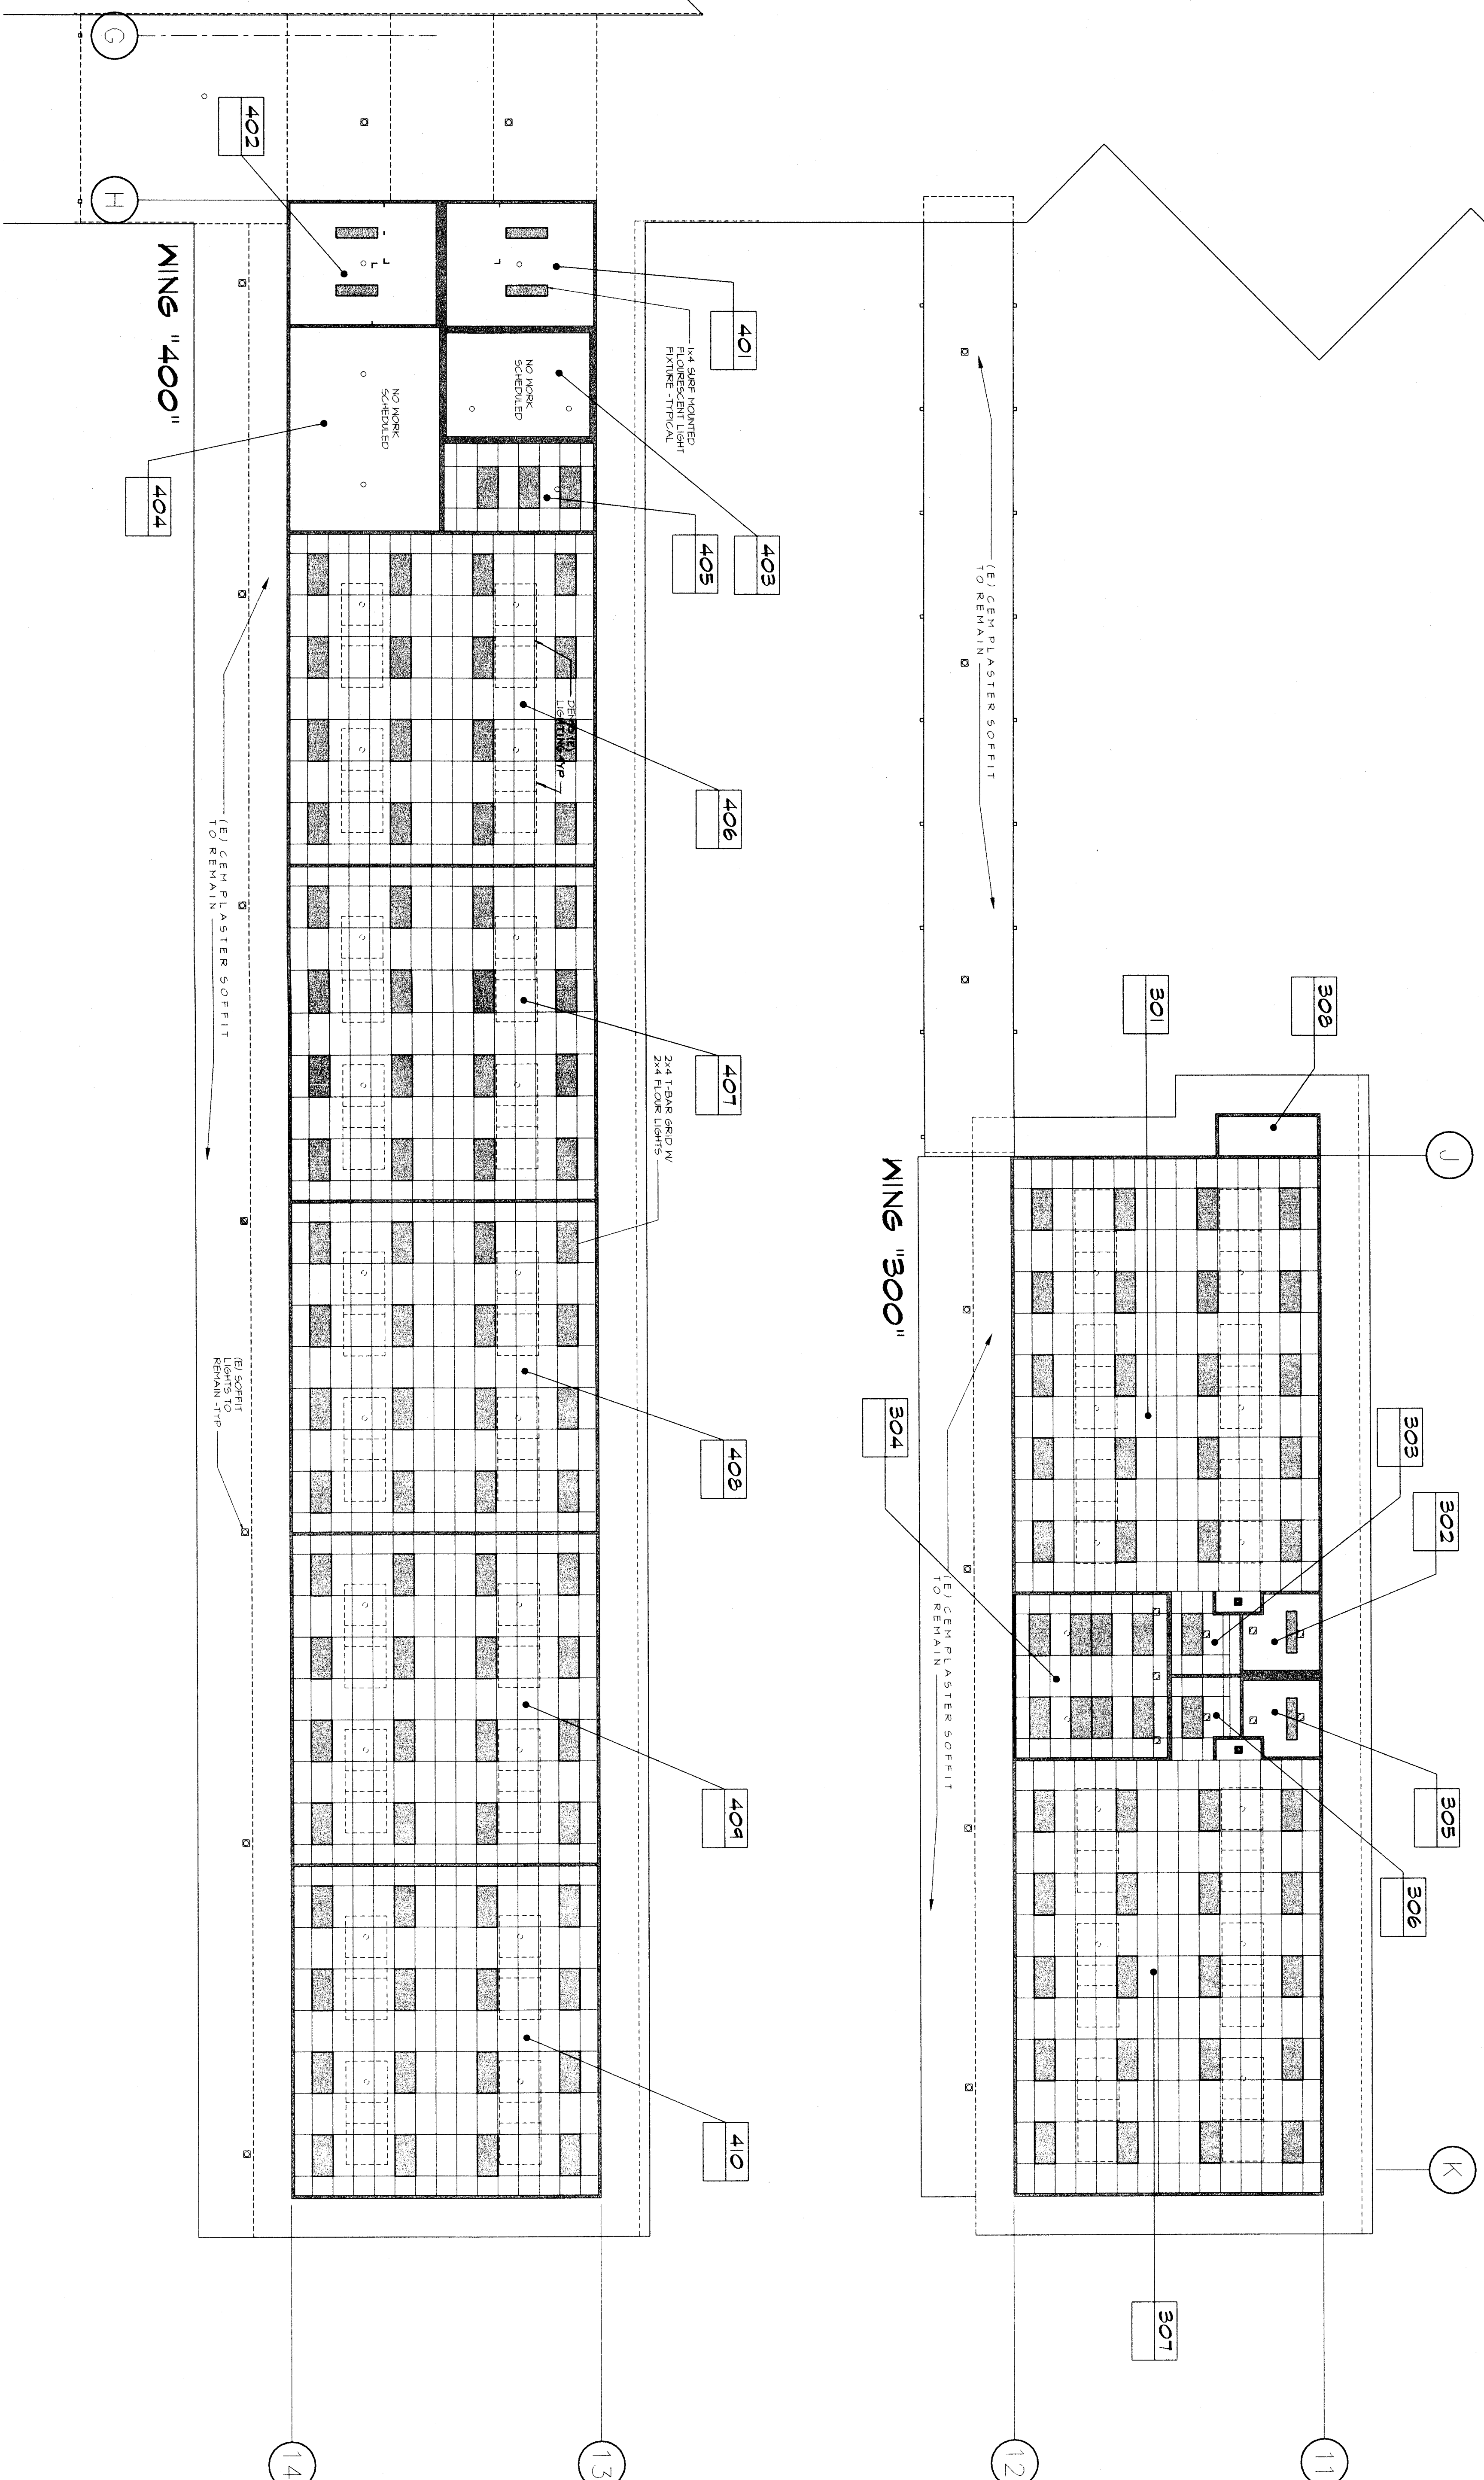 G
H
J
K
11
12
13
14
308
301
302
303
304
305
306
307
WING "300"
(E) CEM PLASTER SOFFIT
TO REMAIN
(E) CEM PLASTER SOFFIT
TO REMAIN
401
402
403
404
405
406
407
408
409
410
1x4 SURF MOUNTED
FLOURESCENT LIGHT
FIXTURE - TYPICAL
NO WORK
SCHEDULED
NO WORK
SCHEDULED
DEMO (E)
LIGHTING TYP
2x4 T-BAR GRID W/
2x4 FLOUR LIGHTS
WING "400"
(E) CEM PLASTER SOFFIT
TO REMAIN
(E) SOFFIT
LIGHTS TO
REMAIN - TYP